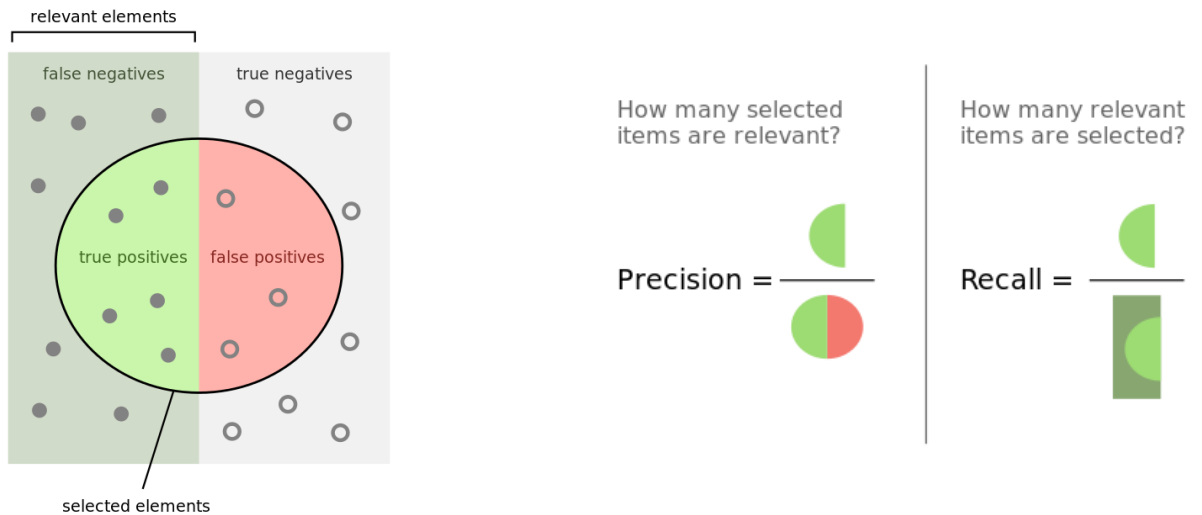 relevant elements
false negatives
true negatives
true positives
false positives
selected elements
How many selected
items are relevant?
Precision =
How many relevant
items are selected?
Recall =